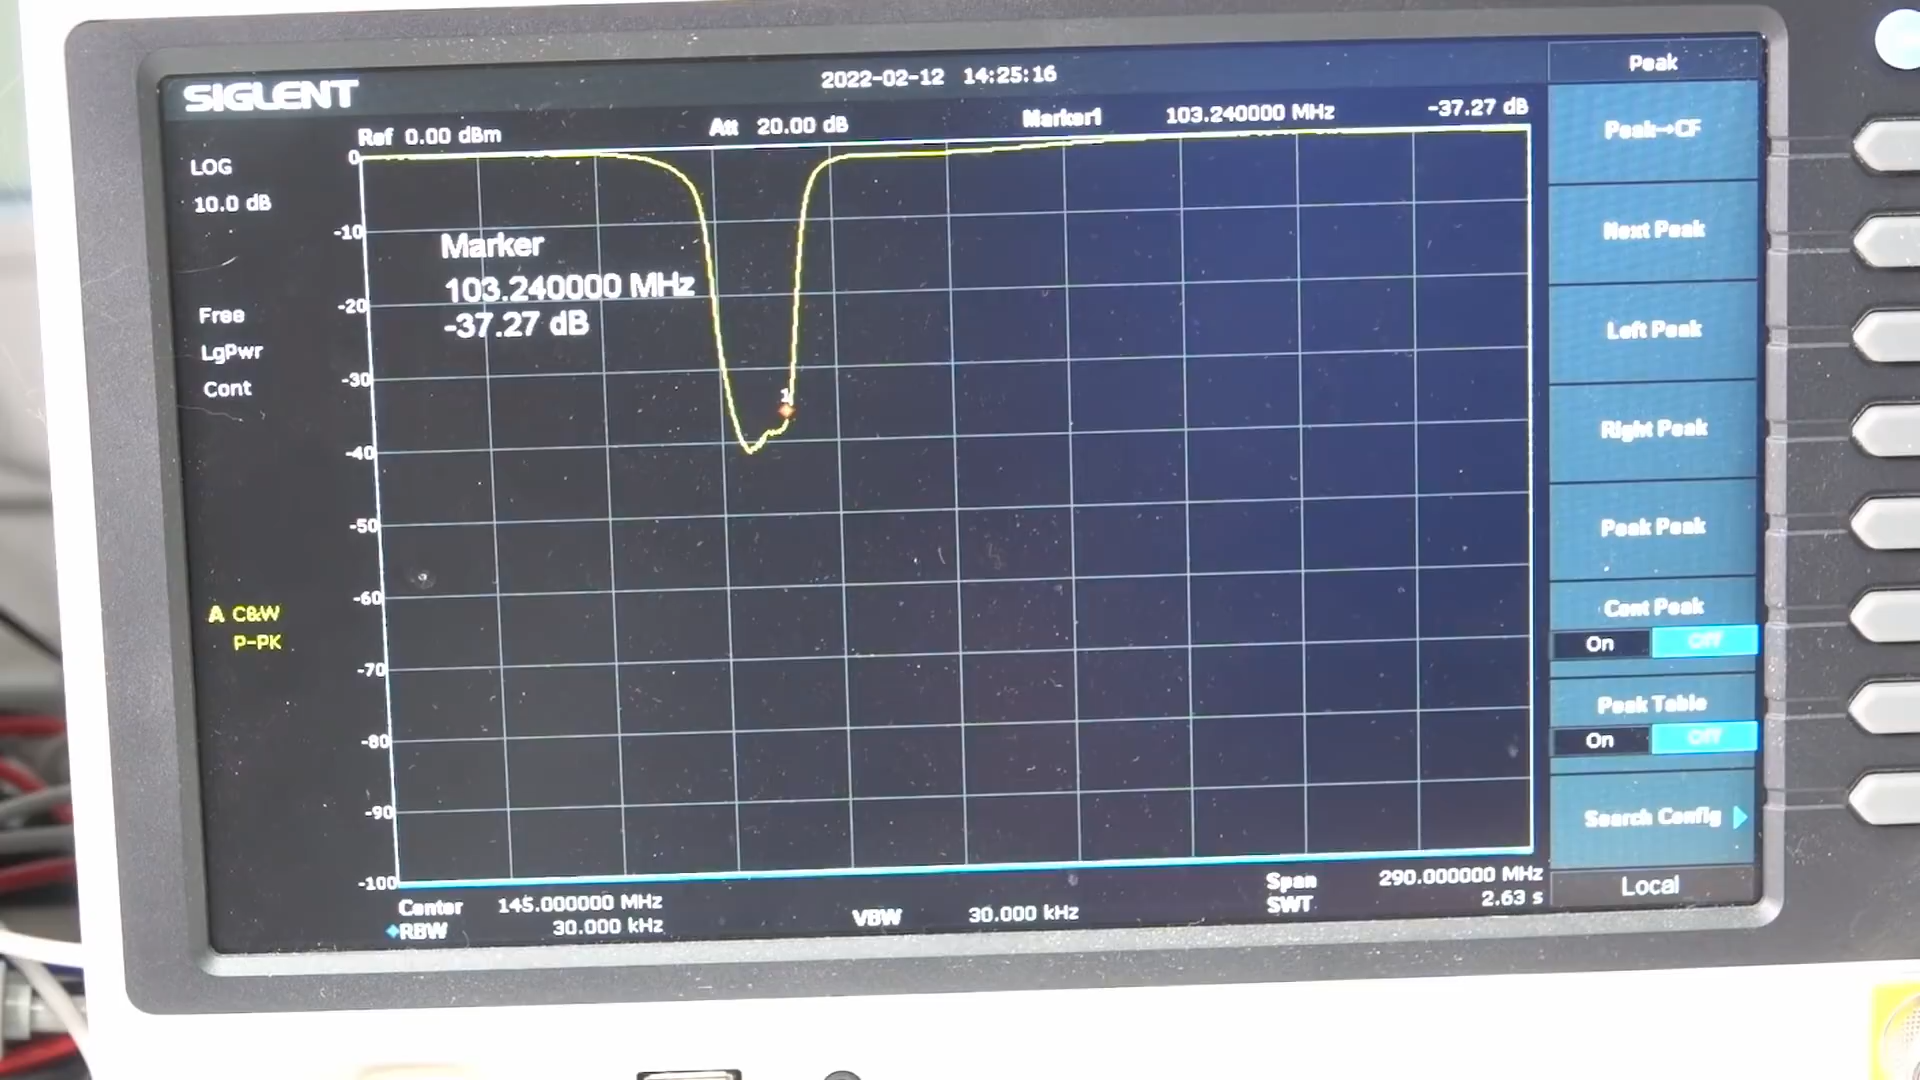 SIGLENT
2022-02-12 14:25:16
Peak
Ref 0.00 dBm
Att 20.00 dB
Marker1 103.240000 MHz -37.27 dB
LOG
10.0 dB
Free
LgPwr
Cont
A C&W
P-PK
0
-10
-20
-30
-40
-50
-60
-70
-80
-90
-100
Marker
103.240000 MHz
-37.27 dB
1
Center 145.000000 MHz
RBW 30.000 kHz
VBW 30.000 kHz
Span 290.000000 MHz
SWT 2.63 s
Peak→CF
Next Peak
Left Peak
Right Peak
Peak Peak
Cont Peak
On Off
Peak Table
On Off
Search Config
Local